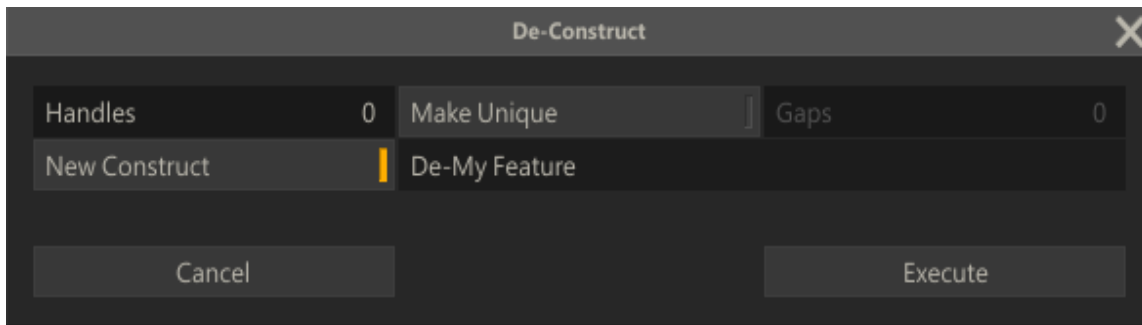 De-Construct
Handles 0 Make Unique Gaps 0
New Construct De-My Feature
Cancel Execute